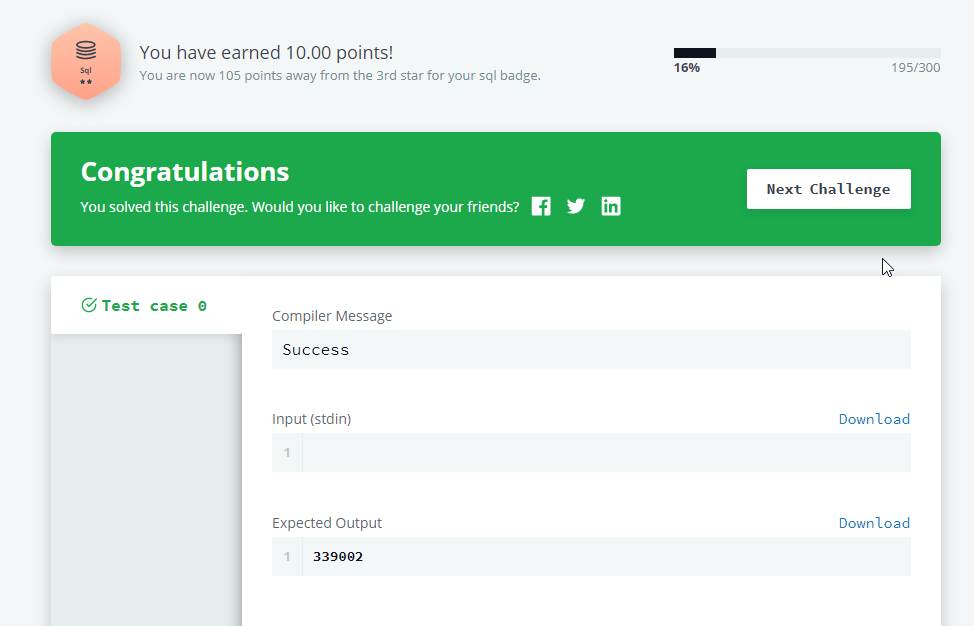 You have earned 10.00 points!
Sql
You are now 105 points away from the 3rd star for your sql badge.
16%
195/300
Congratulations
You solved this challenge. Would you like to challenge your friends?
Next Challenge
Test case 0
Compiler Message
Success
Input (stdin)
Download
1
Expected Output
Download
1
339002